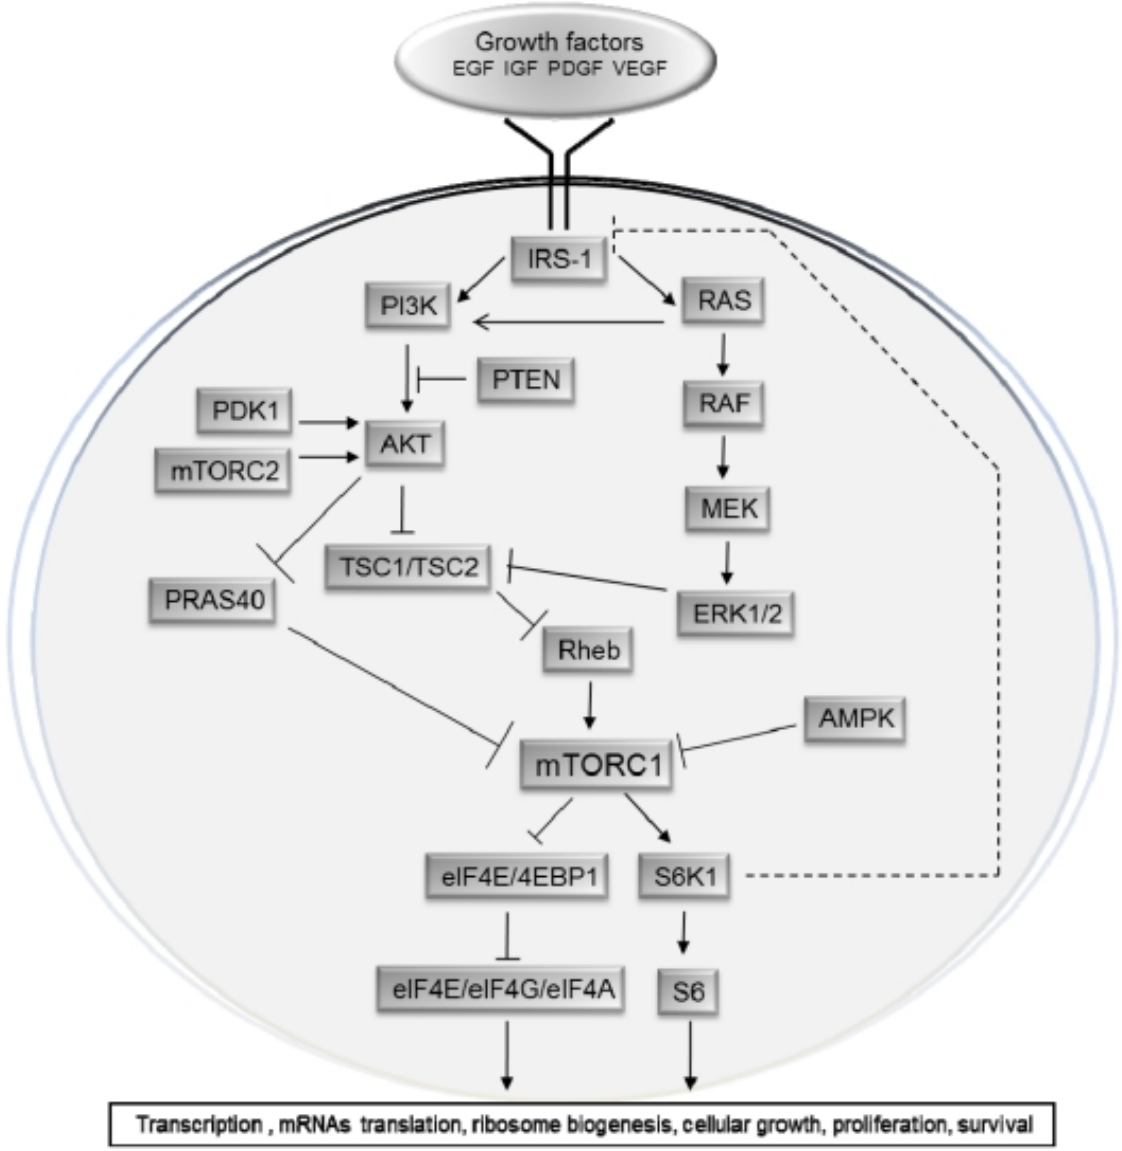 Growth factors
EGF IGF PDGF VEGF
IRS-1
PI3K
RAS
PTEN
RAF
PDK1
AKT
mTORC2
MEK
TSC1/TSC2
PRAS40
ERK1/2
Rheb
AMPK
mTORC1
eIF4E/4EBP1
S6K1
eIF4E/eIF4G/eIF4A
S6
Transcription , mRNAs translation, ribosome biogenesis, cellular growth, proliferation, survival